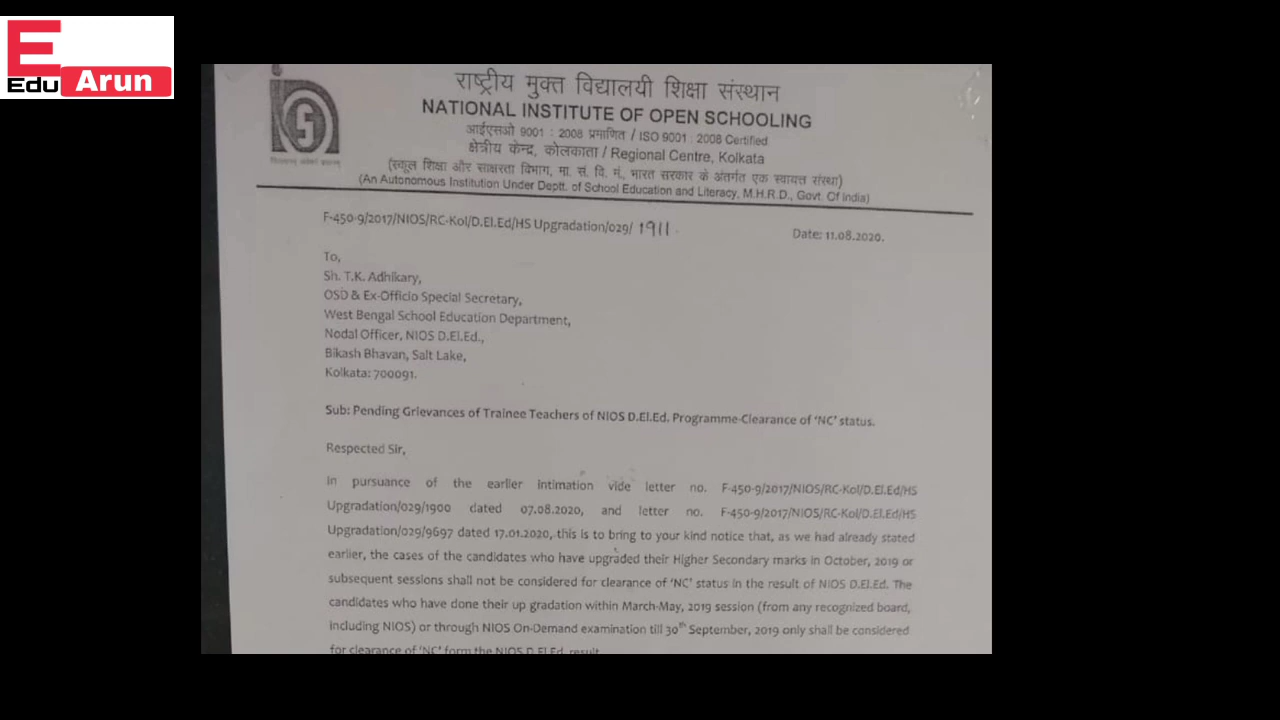 E
Edu Arun
राष्ट्रीय मुक्त विद्यालयी शिक्षा संस्थान
NATIONAL INSTITUTE OF OPEN SCHOOLING
आईएसओ 9001 : 2008 प्रमाणित / ISO 9001 : 2008 Certified
क्षेत्रीय केन्द्र, कोलकाता / Regional Centre, Kolkata
(स्कूल शिक्षा और साक्षरता विभाग, मा. सं. वि. मं., भारत सरकार के अंतर्गत एक स्वायत्त संस्था)
(An Autonomous Institution Under Deptt. of School Education and Literacy, M.H.R.D., Govt. Of India)
F-450-9/2017/NIOS/RC-Kol/D.El.Ed/HS Upgradation/029/ 1911
Date: 11.08.2020.
To,
Sh. T.K. Adhikary,
OSD & Ex-Officio Special Secretary,
West Bengal School Education Department,
Nodal Officer, NIOS D.El.Ed.,
Bikash Bhavan, Salt Lake,
Kolkata: 700091.
Sub: Pending Grievances of Trainee Teachers of NIOS D.El.Ed. Programme-Clearance of 'NC' status.
Respected Sir,
In pursuance of the earlier intimation vide letter no. F-450-9/2017/NIOS/RC-Kol/D.El.Ed/HS
Upgradation/029/1900 dated 07.08.2020, and letter no. F-450-9/2017/NIOS/RC-Kol/D.El.Ed/HS
Upgradation/029/9697 dated 17.01.2020, this is to bring to your kind notice that, as we had already stated
earlier, the cases of the candidates who have upgraded their Higher Secondary marks in October, 2019 or
subsequent sessions shall not be considered for clearance of 'NC' status in the result of NIOS D.El.Ed. The
candidates who have done their up gradation within March-May, 2019 session (from any recognized board,
including NIOS) or through NIOS On-Demand examination till 30th September, 2019 only shall be considered
for clearance of 'NC' form the NIOS D.El.Ed. result